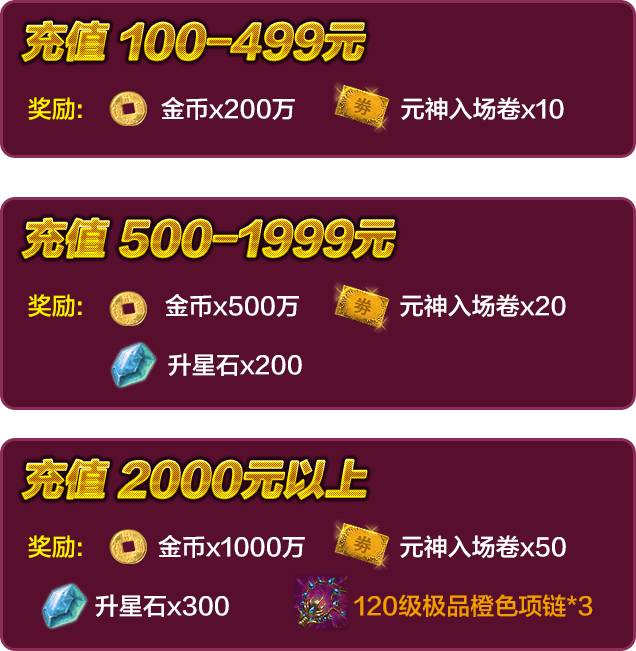 充值 100-499元
奖励: 金币x200万 券 元神入场卷x10
充值 500-1999元
奖励: 金币x500万 券 元神入场卷x20
升星石x200
充值 2000元以上
奖励: 金币x1000万 券 元神入场卷x50
升星石x300 120级极品橙色项链*3